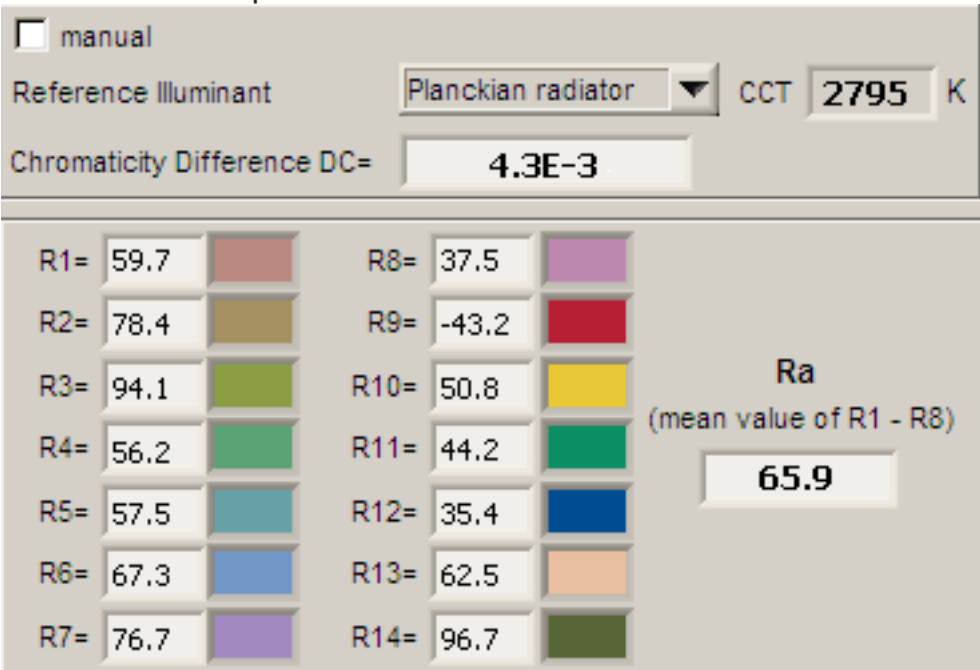 manual
Reference Illuminant Planckian radiator CCT 2795 K
Chromaticity Difference DC= 4.3E-3
R1= 59.7 R8= 37.5
R2= 78.4 R9= -43.2
R3= 94.1 R10= 50.8
Ra
R4= 56.2 R11= 44.2
(mean value of R1 - R8)
65.9
R5= 57.5 R12= 35.4
R6= 67.3 R13= 62.5
R7= 76.7 R14= 96.7